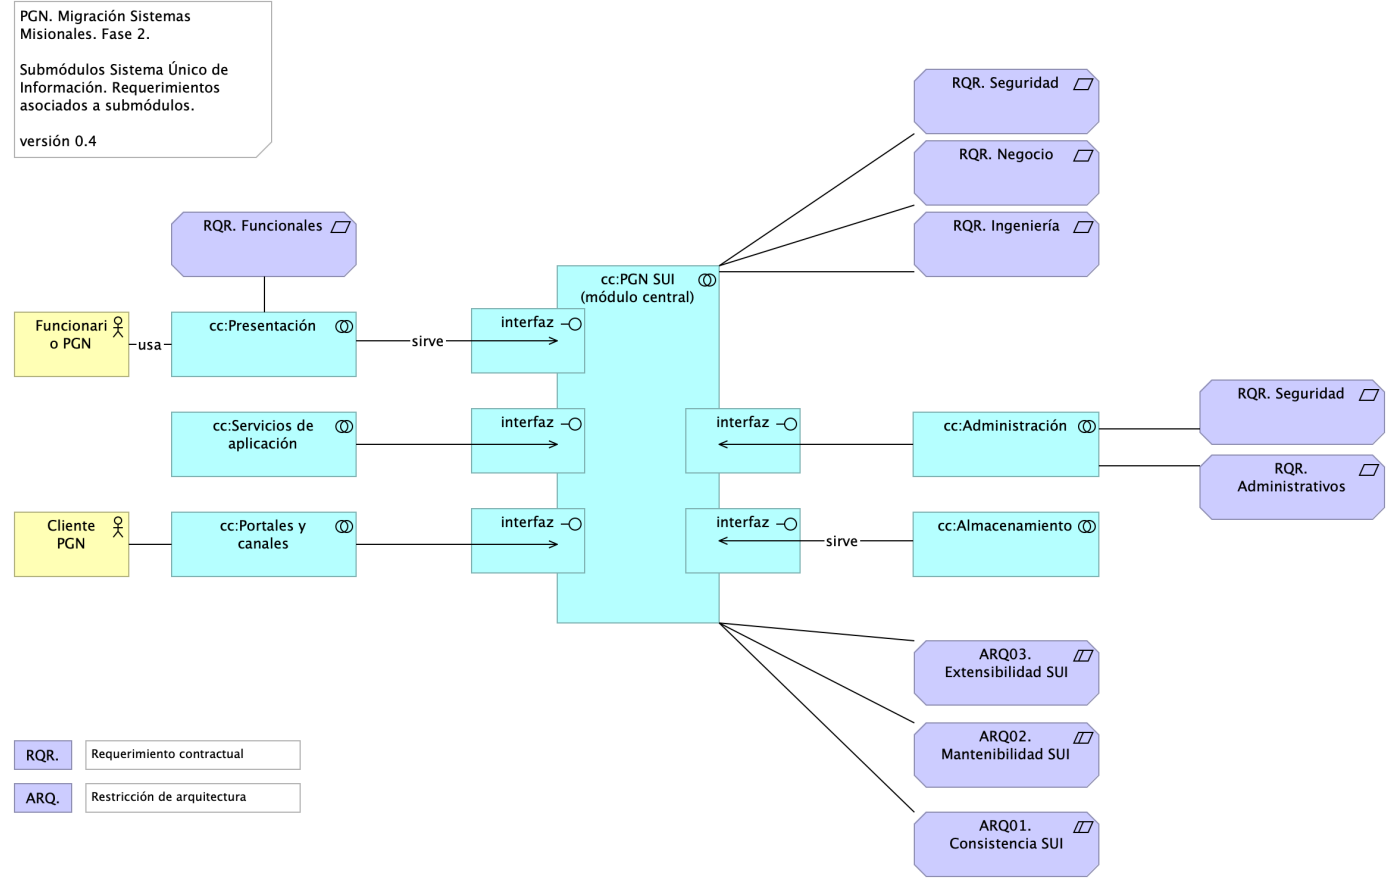 PGN. Migración Sistemas
Misionales. Fase 2.
Submódulos Sistema Único de
Información. Requerimientos
asociados a submódulos.
versión 0.4
RQR. Seguridad
RQR. Negocio
RQR. Ingeniería
RQR. Funcionales
cc:PGN SUI
(módulo central)
Funcionari
o PGN
usa
cc:Presentación
sirve
interfaz
cc:Servicios de
aplicación
interfaz
interfaz
cc:Administración
RQR. Seguridad
RQR.
Administrativos
Cliente
PGN
cc:Portales y
canales
interfaz
interfaz
sirve
cc:Almacenamiento
ARQ03.
Extensibilidad SUI
ARQ02.
Mantenibilidad SUI
ARQ01.
Consistencia SUI
RQR.
Requerimiento contractual
ARQ.
Restricción de arquitectura